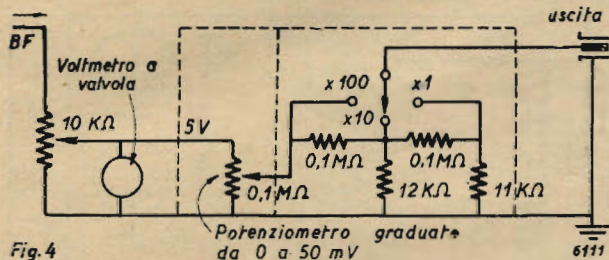 BF
uscita
Voltmetro a
valvola
x100
x1
x10
10 KΩ
5V
0,1MΩ
0,1MΩ
0,1MΩ
12 KΩ
11 KΩ
Potenziometro graduato
da 0 a 50 mV
Fig. 4
6111